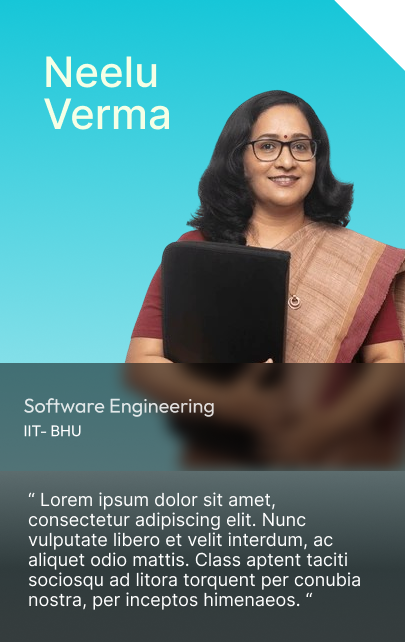 Neelu
Verma
Software Engineering
IIT- BHU
“ Lorem ipsum dolor sit amet,
consectetur adipiscing elit. Nunc
vulputate libero et velit interdum, ac
aliquet odio mattis. Class aptent taciti
sociosqu ad litora torquent per conubia
nostra, per inceptos himenaeos. “